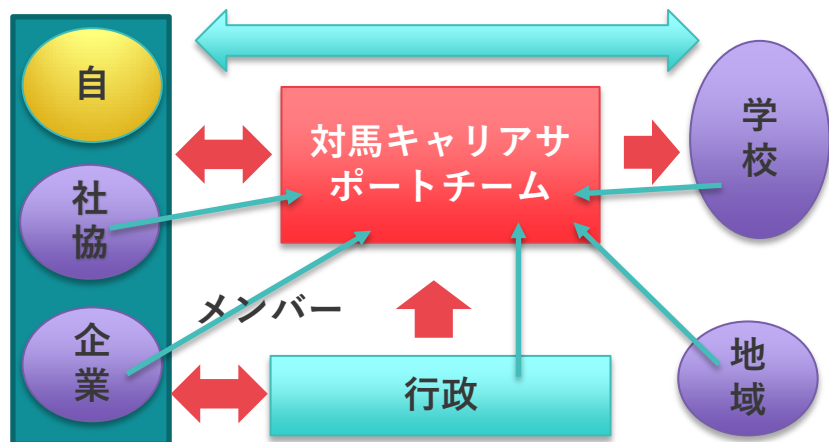 自
対馬キャリアサ
ポートチーム
学
校
社
協
メンバー
企
業
行政
地
域